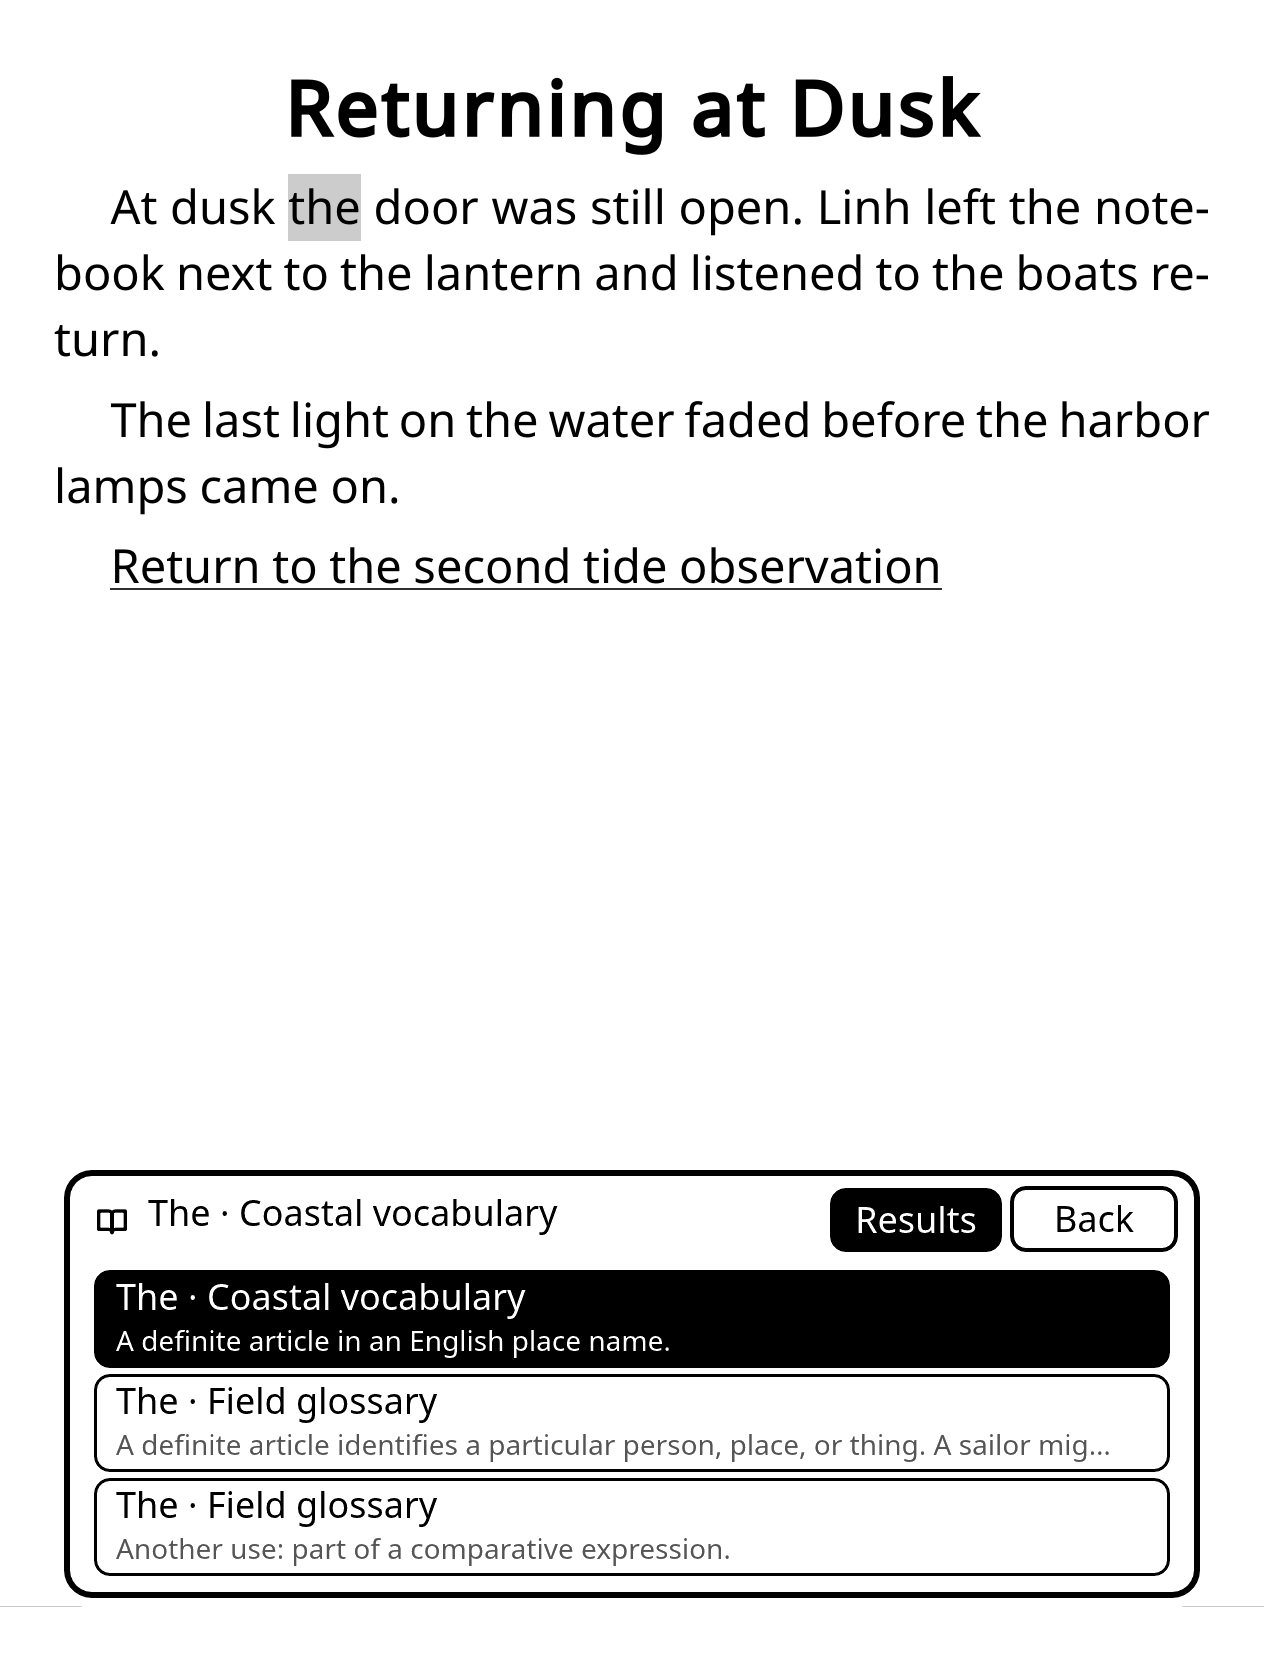 Returning at Dusk
At dusk the door was still open. Linh left the note-
book next to the lantern and listened to the boats re-
turn.
The last light on the water faded before the harbor
lamps came on.
Return to the second tide observation
The · Coastal vocabulary
Results
Back
The · Coastal vocabulary
A definite article in an English place name.
The · Field glossary
A definite article identifies a particular person, place, or thing. A sailor mig...
The · Field glossary
Another use: part of a comparative expression.